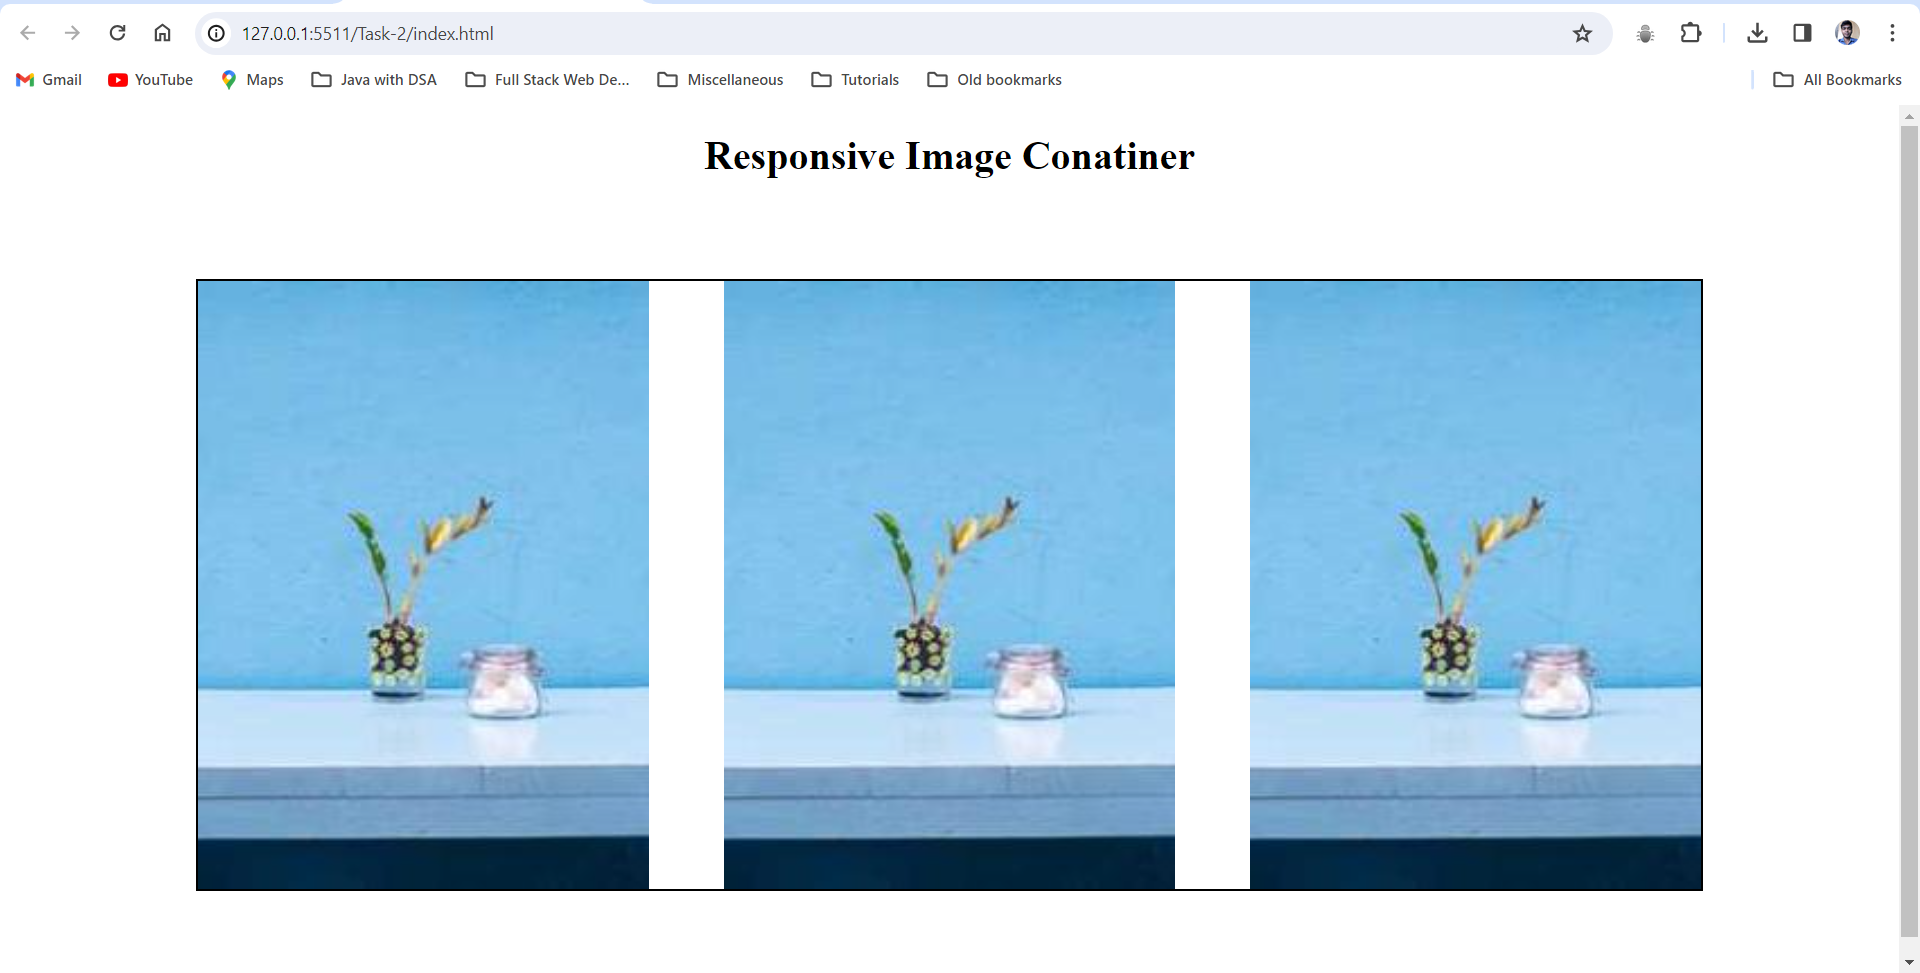 127.0.0.1:5511/Task-2/index.html
Gmail YouTube Maps Java with DSA Full Stack Web De... Miscellaneous Tutorials Old bookmarks All Bookmarks
Responsive Image Conatiner